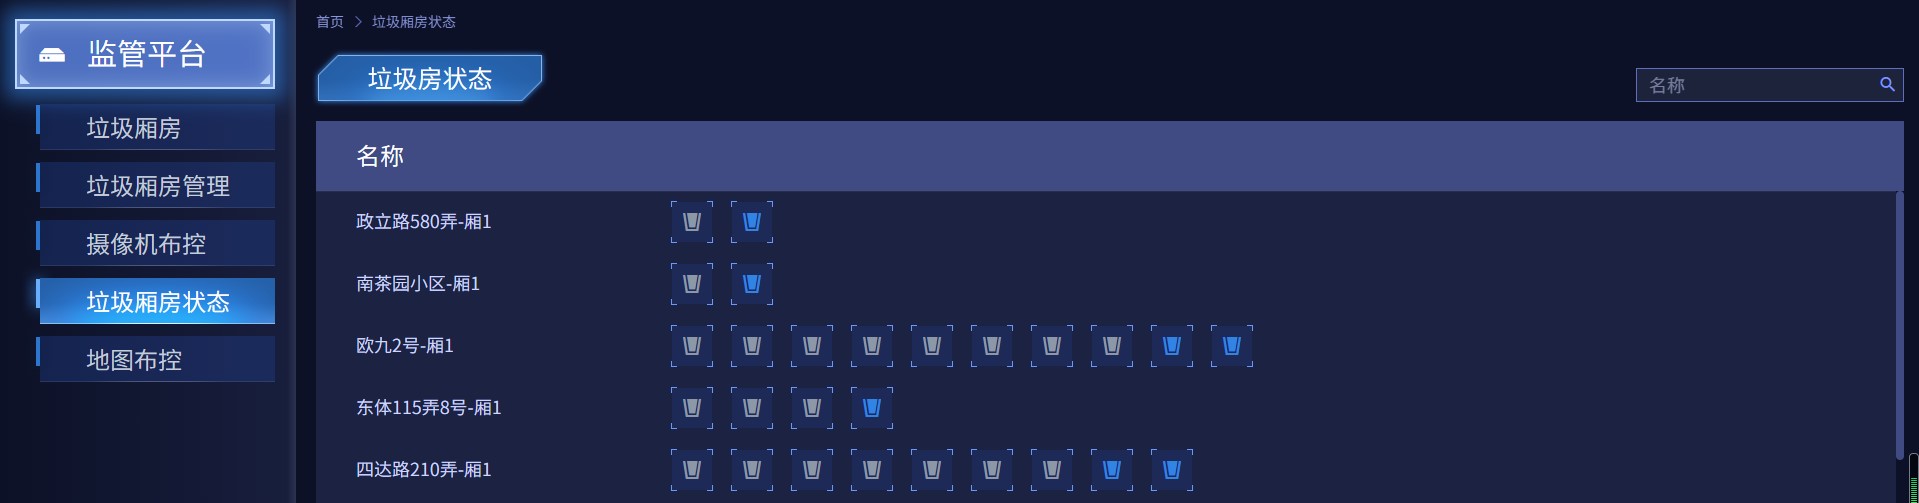 监管平台
垃圾厢房
垃圾厢房管理
摄像机布控
垃圾厢房状态
地图布控
首页 > 垃圾厢房状态
垃圾房状态
名称
名称
政立路580弄-厢1
南茶园小区-厢1
欧九2号-厢1
东体115弄8号-厢1
四达路210弄-厢1